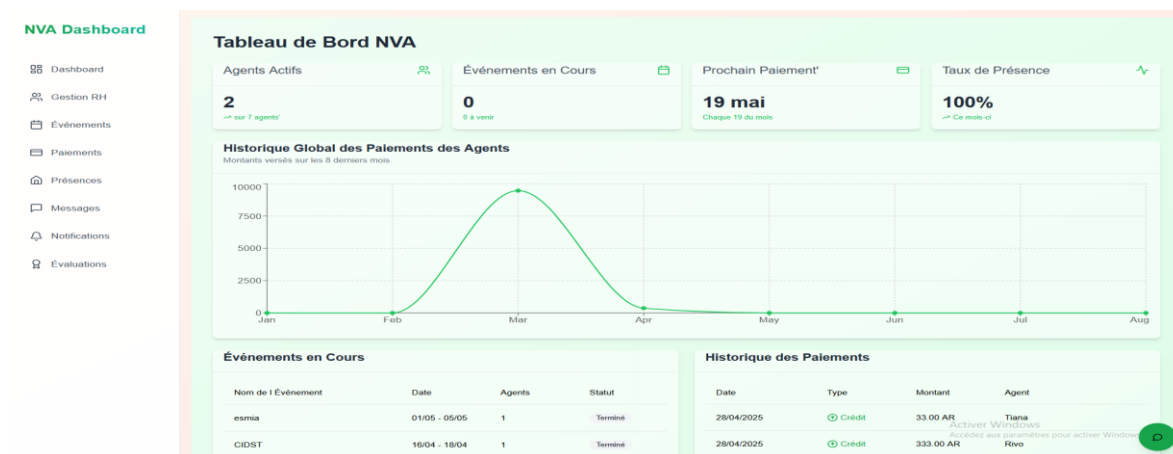 NVA Dashboard
Dashboard
Gestion RH
Événements
Paiements
Présences
Messages
Notifications
Évaluations
Tableau de Bord NVA
Agents Actifs
2
sur 7 agents'
Événements en Cours
0
0 à venir
Prochain Paiement'
19 mai
Chaque 19 du mois
Taux de Présence
100%
Ce mois-ci
Historique Global des Paiements des Agents
Montants versés sur les 8 derniers mois
10000
7500
5000
2500
0
Jan Feb Mar Apr May Jun Jul Aug
Événements en Cours
Nom de l Événement Date Agents Statut
esmia 01/05 - 05/05 1 Terminé
CIDST 16/04 - 18/04 1 Terminé
Historique des Paiements
Date Type Montant Agent
28/04/2025 Crédit 33.00 AR Tiana
28/04/2025 Crédit 333.00 AR Rivo
Activer Windows
Accédez aux paramètres pour activer Windows